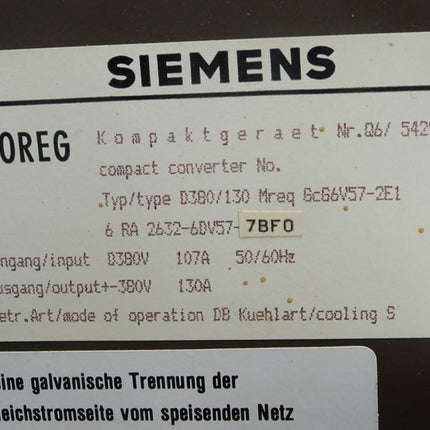 SIEMENS
OREG Kompaktgeraet Nr.Q6/ 542
compact converter No.
Typ/type D380/130 Mreq GcG6V57-2E1
6 RA 2632-6DV57-7BF0
ngang/input D380V 107A 50/60Hz
usgang/output+-380V 130A
etr.Art/mode of operation DB Kuehlart/cooling S
ine galvanische Trennung der
leichstromseite vom speisenden Netz